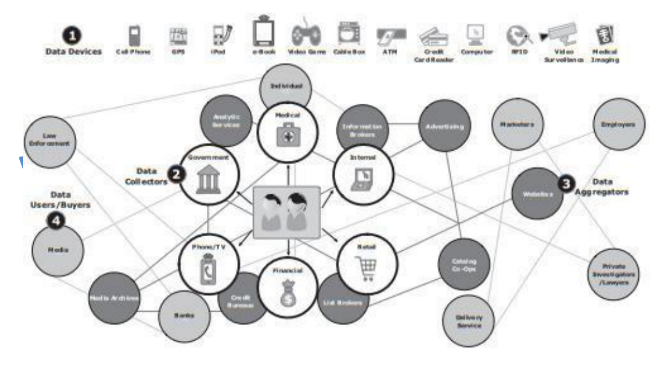 1
Data Devices
Cell Phone
GPS
iPod
e-Book
Video Game
Cable Box
ATM
Credit
Card Reader
Computer
RFID
Video
Surveillance
Medical
Imaging
Individual
Analytic
Services
Medical
Information
Brokers
Advertising
Marketers
Employers
Law
Enforcement
Data
Collectors
2
Government
Internet
Websites
3
Data
Aggregators
Data
Users/Buyers
4
Media
Phone/TV
Retail
Catalog
Co-Ops
Private
Investigators
/Lawyers
Media Archives
Banks
Credit
Bureaus
Financial
List Brokers
Delivery
Service